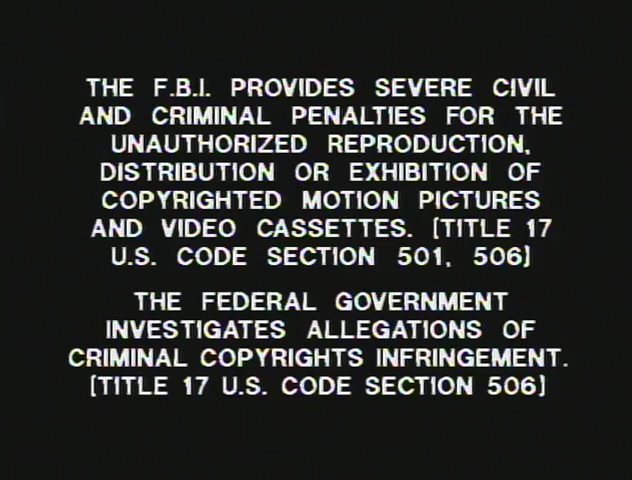 THE F.B.I. PROVIDES SEVERE CIVIL
AND CRIMINAL PENALTIES FOR THE
UNAUTHORIZED REPRODUCTION,
DISTRIBUTION OR EXHIBITION OF
COPYRIGHTED MOTION PICTURES
AND VIDEO CASSETTES. [TITLE 17
U.S. CODE SECTION 501, 506]
THE FEDERAL GOVERNMENT
INVESTIGATES ALLEGATIONS OF
CRIMINAL COPYRIGHTS INFRINGEMENT.
[TITLE 17 U.S. CODE SECTION 506]